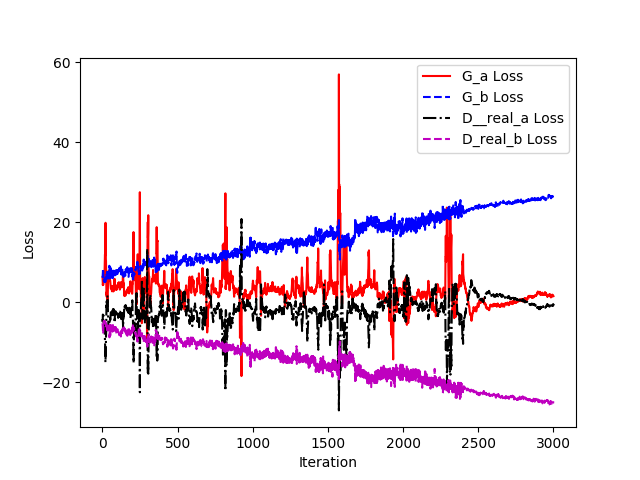 60
40
20
0
−20
Loss
0
500
1000
1500
2000
2500
3000
Iteration
G_a Loss
G_b Loss
D__real_a Loss
D_real_b Loss